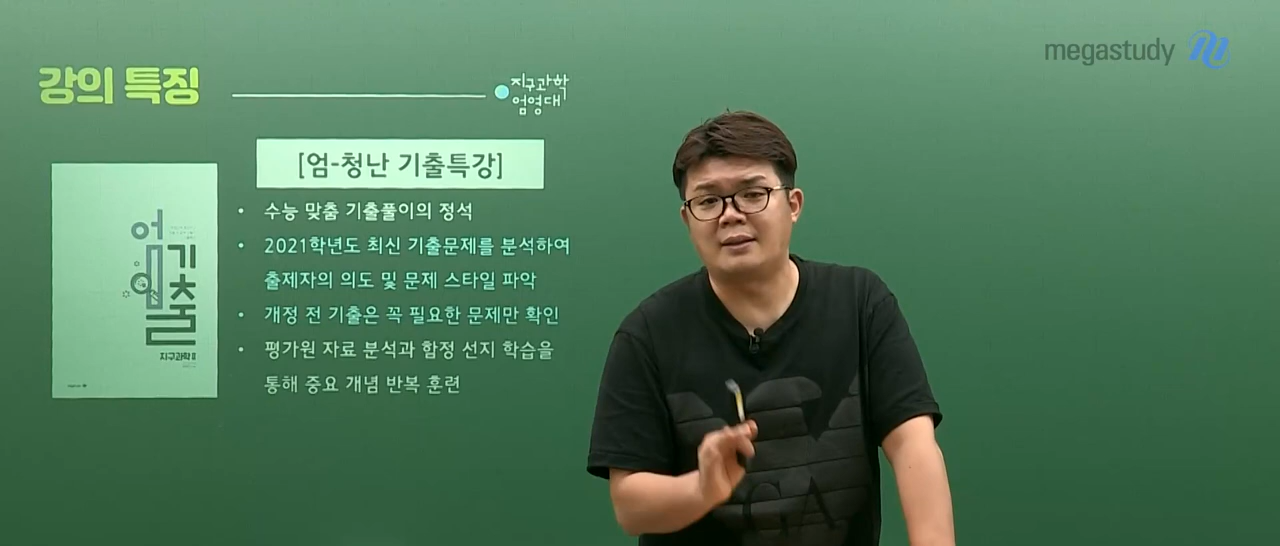 강의 특징
지구과학
엄영대
megastudy
[엄-청난 기출특강]
• 수능 맞춤 기출풀이의 정석
• 2021학년도 최신 기출문제를 분석하여
출제자의 의도 및 문제 스타일 파악
• 개정 전 기출은 꼭 필요한 문제만 확인
• 평가원 자료 분석과 함정 선지 학습을
통해 중요 개념 반복 훈련
기출
지구과학 II
GA